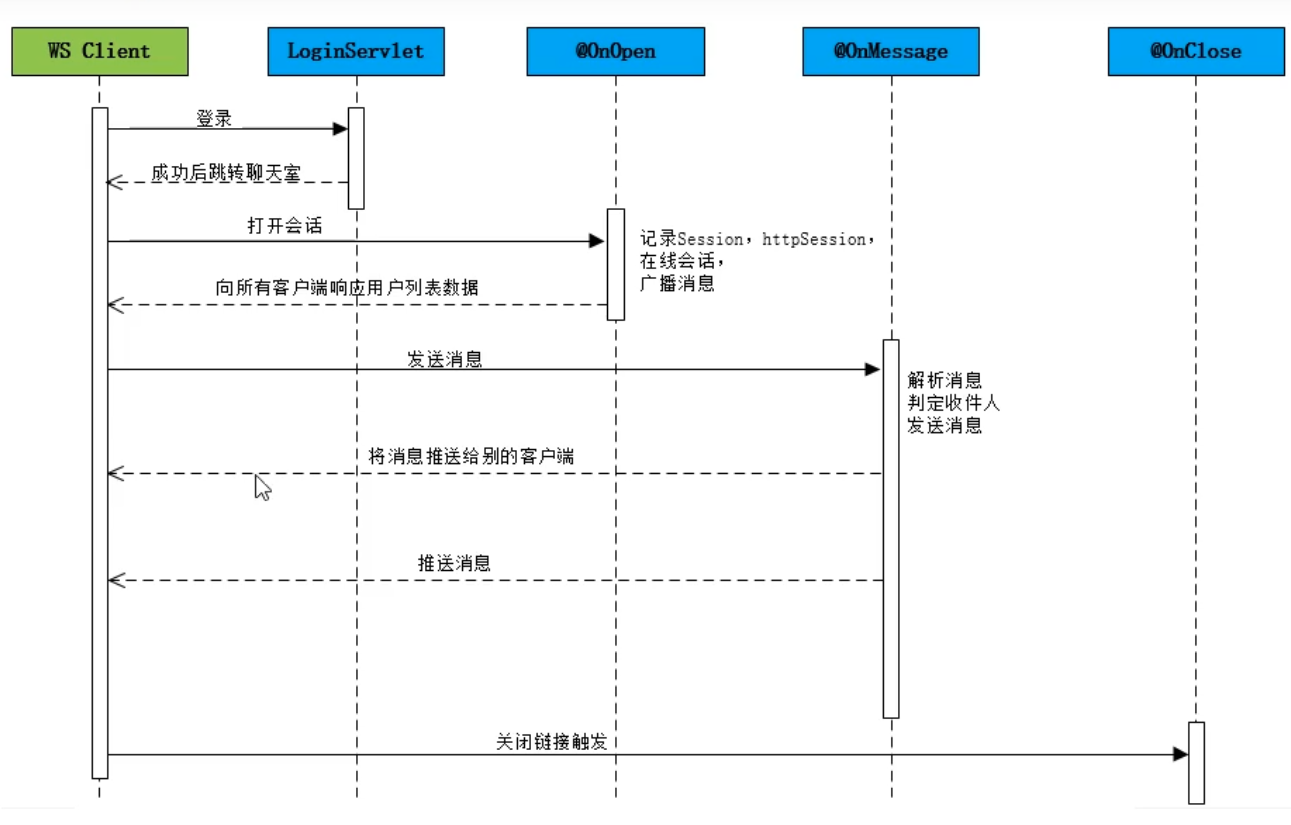 WS Client
LoginServlet
@OnOpen
@OnMessage
@OnClose
登录
成功后跳转聊天室
打开会话
记录Session，httpSession，
在线会话，
广播消息
向所有客户端响应用户列表数据
发送消息
解析消息
判定收件人
发送消息
将消息推送给别的客户端
推送消息
关闭链接触发